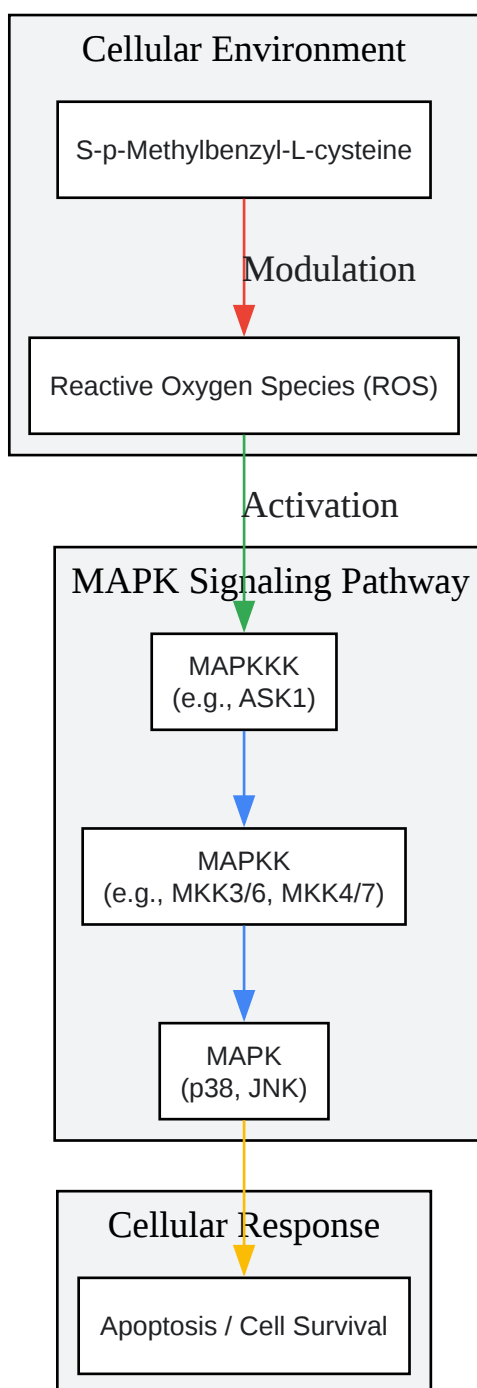 Cellular Environment
S-p-Methylbenzyl-L-cysteine
Modulation
Reactive Oxygen Species (ROS)
Activation
MAPK Signaling Pathway
MAPKKK
(e.g., ASK1)
MAPKK
(e.g., MKK3/6, MKK4/7)
MAPK
(p38, JNK)
Cellular Response
Apoptosis / Cell Survival